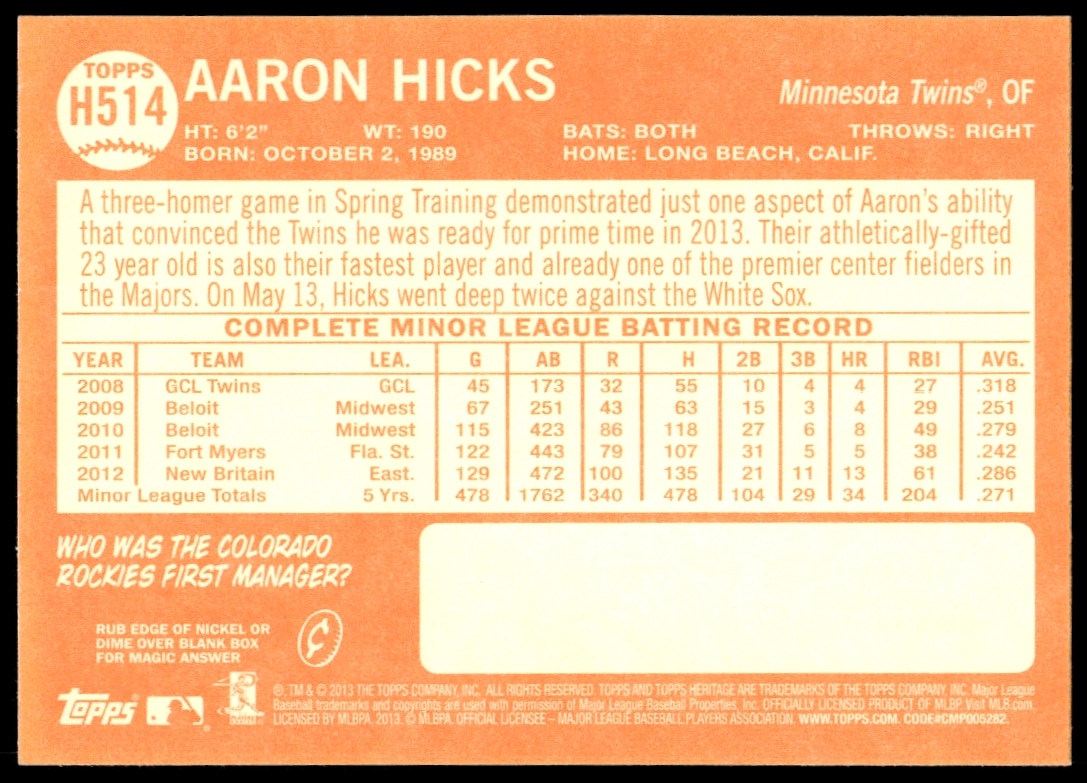 TOPPS
H514
AARON HICKS
Minnesota Twins®, OF
HT: 6'2" WT: 190 BATS: BOTH THROWS: RIGHT
BORN: OCTOBER 2, 1989 HOME: LONG BEACH, CALIF.
A three-homer game in Spring Training demonstrated just one aspect of Aaron's ability
that convinced the Twins he was ready for prime time in 2013. Their athletically-gifted
23 year old is also their fastest player and already one of the premier center fielders in
the Majors. On May 13, Hicks went deep twice against the White Sox.
COMPLETE MINOR LEAGUE BATTING RECORD
YEAR TEAM LEA. G AB R H 2B 3B HR RBI AVG.
2008 GCL Twins GCL 45 173 32 55 10 4 4 27 .318
2009 Beloit Midwest 67 251 43 63 15 3 4 29 .251
2010 Beloit Midwest 115 423 86 118 27 6 8 49 .279
2011 Fort Myers Fla. St. 122 443 79 107 31 5 5 38 .242
2012 New Britain East. 129 472 100 135 21 11 13 61 .286
Minor League Totals 5 Yrs. 478 1762 340 478 104 29 34 204 .271
WHO WAS THE COLORADO
ROCKIES FIRST MANAGER?
RUB EDGE OF NICKEL OR
DIME OVER BLANK BOX
FOR MAGIC ANSWER
¢
Topps
®, TM & © 2013 THE TOPPS COMPANY, INC. ALL RIGHTS RESERVED. TOPPS AND TOPPS HERITAGE ARE TRADEMARKS OF THE TOPPS COMPANY, INC. Major League
Baseball trademarks and copyrights are used with permission of Major League Baseball Properties, Inc. OFFICIALLY LICENSED PRODUCT OF MLBP. Visit MLB.com.
LICENSED BY MLBPA. 2013. © MLBPA. OFFICIAL LICENSEE – MAJOR LEAGUE BASEBALL PLAYERS ASSOCIATION. WWW.TOPPS.COM. CODE#CMP005282.